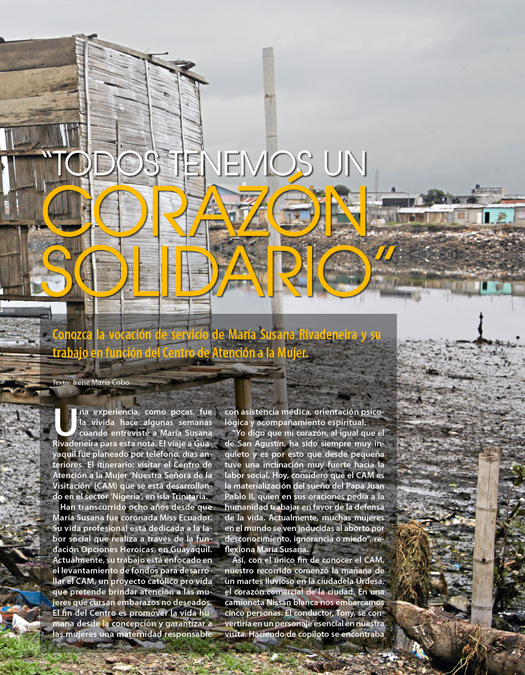 “TODOS TENEMOS UN
CORAZÓN
SOLIDARIO”
Conozca la vocación de servicio de María Susana Rivadeneira y su
trabajo en función del Centro de Atención a la Mujer.
Texto: Irene María Cobo
Una experiencia, como pocas, fue
la vivida hace algunas semanas
cuando entrevisté a María Susana
Rivadeneira para esta nota. El viaje a Gua-
yaquil fue planeado por teléfono, días an-
teriores. El itinerario: visitar el Centro de
Atención a la Mujer ‘Nuestra Señora de la
Visitación’ (CAM) que se está desarrollan-
do en el sector ‘Nigeria’, en isla Trinitaria.
Han transcurrido ocho años desde que
María Susana fue coronada Miss Ecuador.
Su vida profesional está dedicada a la la-
bor social que realiza a través de la fun-
dación Opciones Heroicas, en Guayaquil.
Actualmente, su trabajo está enfocado en
el levantamiento de fondos para desarro-
llar el CAM, un proyecto católico pro vida
que pretende brindar atención a las mu-
jeres que cursan embarazos no deseados.
El fin del Centro es promover la vida hu-
mana desde la concepción y garantizar a
las mujeres una maternidad responsable
con asistencia médica, orientación psico-
lógica y acompañamiento espiritual.
“Yo digo que mi corazón, al igual que el
de San Agustín, ha sido siempre muy in-
quieto y es por esto que desde pequeña
tuve una inclinación muy fuerte hacia la
labor social. Hoy, considero que el CAM es
la materialización del sueño del Papa Juan
Pablo II, quien en sus oraciones pedía a la
humanidad trabajar en favor de la defensa
de la vida. Actualmente, muchas mujeres
en el mundo se ven inducidas al aborto por
desconocimiento, ignorancia o miedo”, re-
flexiona María Susana.
Así, con el único fin de conocer el CAM,
nuestro recorrido comenzó la mañana de
un martes lluvioso en la ciudadela Urdesa,
el corazón comercial de la ciudad. En una
camioneta Nissan blanca nos embarcamos
cinco personas. El conductor, Tony, se con-
vertiría en un personaje esencial en nuestra
visita. Haciendo de copiloto se encontraba